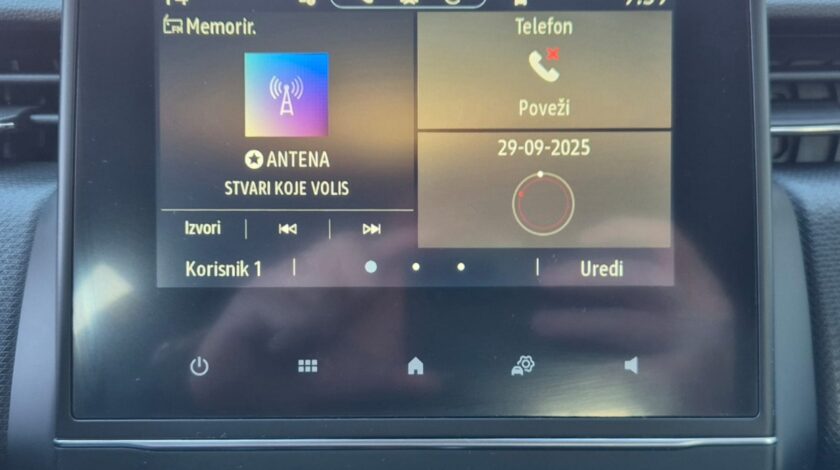 Memorir.
Telefon
Poveži
ANTENA
STVARI KOJE VOLIS
29-09-2025
Izvori
Korisnik 1
Uredi